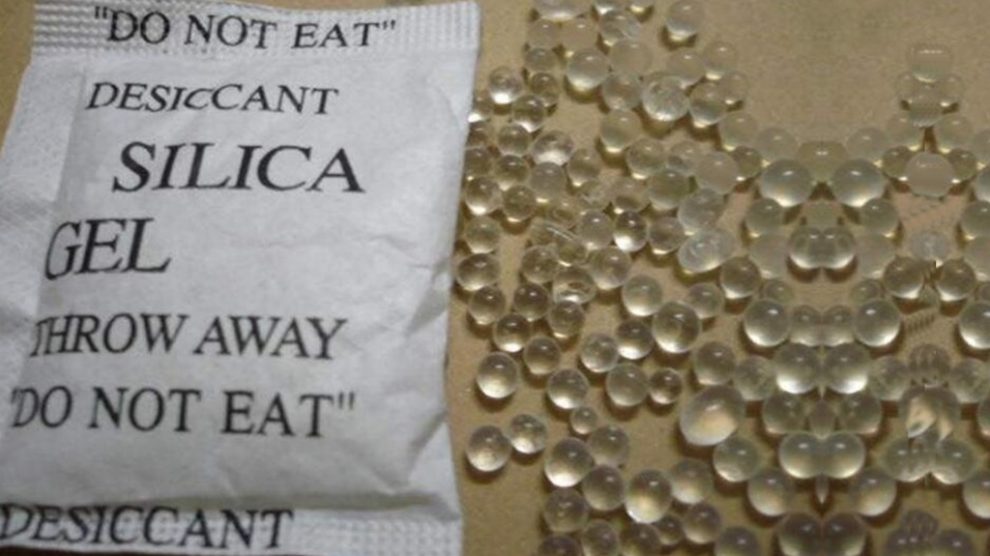 "DO NOT EAT"
DESICCANT
SILICA
GEL
THROW AWAY
"DO NOT EAT"
DESICCANT